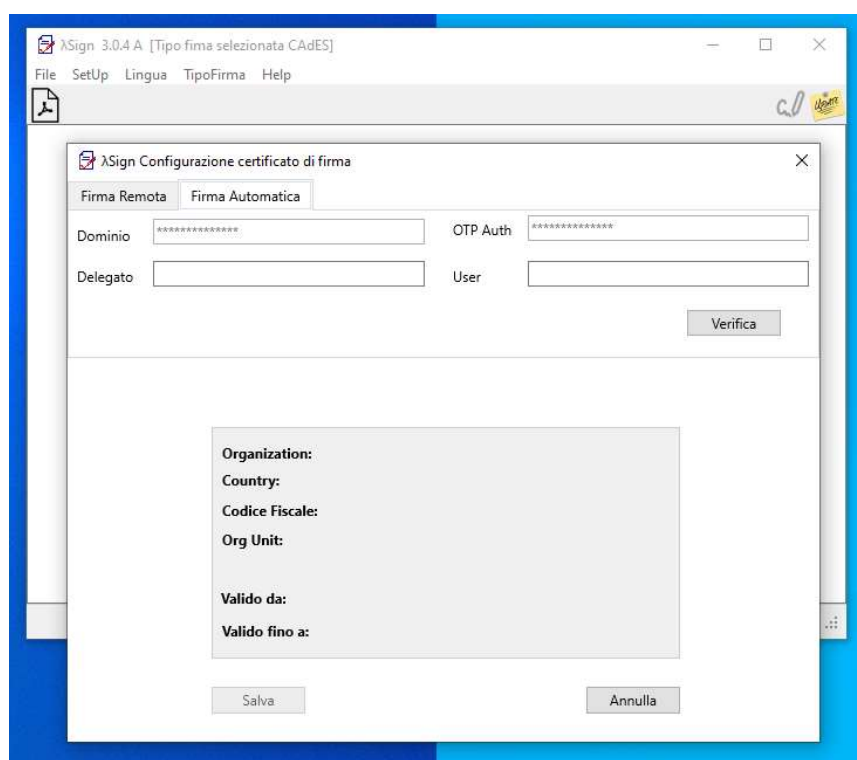 λSign 3.0.4 A [Tipo fima selezionata CAdES]
File SetUp Lingua TipoFirma Help
Update
λSign Configurazione certificato di firma
Firma Remota Firma Automatica
Dominio ************** OTP Auth **************
Delegato User
Verifica
Organization:
Country:
Codice Fiscale:
Org Unit:
Valido da:
Valido fino a:
Salva Annulla